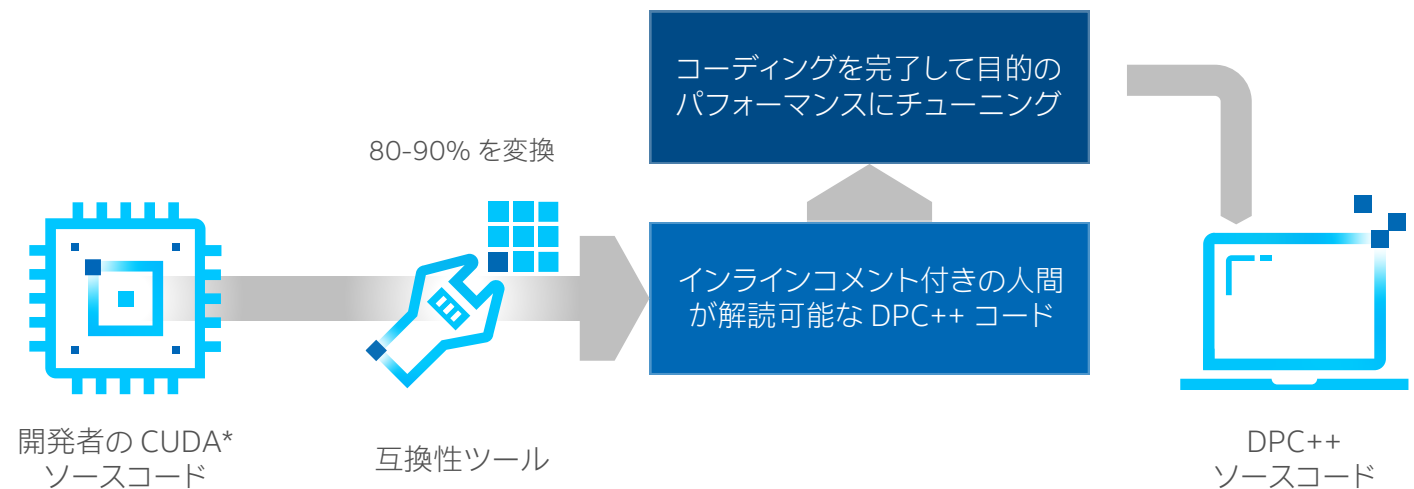 コーディングを完了して目的の
パフォーマンスにチューニング
80-90% を変換
インラインコメント付きの人間
が解読可能な DPC++ コード
開発者の CUDA*
ソースコード
互換性ツール
DPC++
ソースコード